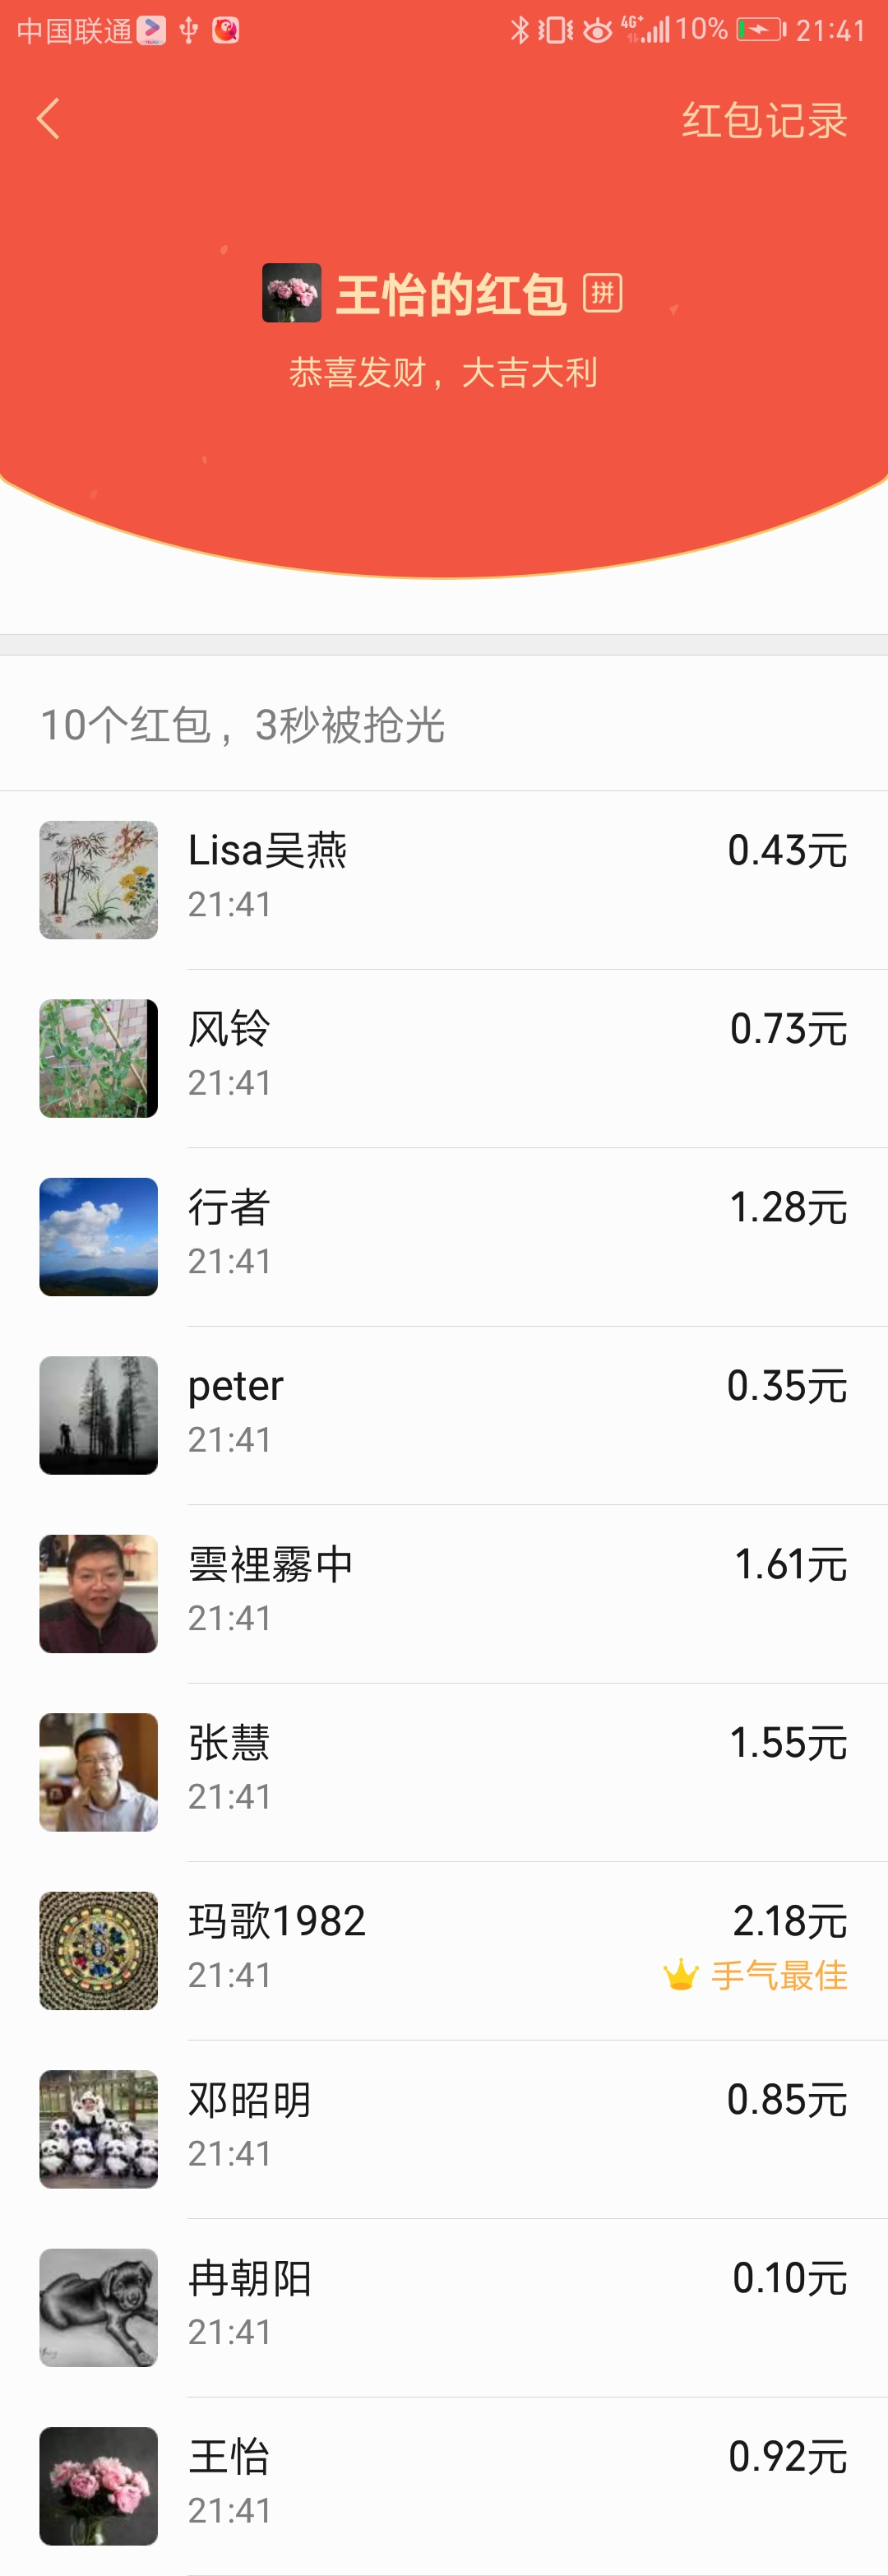 中国联通 4G+ 10% 21:41
红包记录
王怡的红包 拼
恭喜发财，大吉大利
10个红包，3秒被抢光
Lisa吴燕 0.43元
21:41
风铃 0.73元
21:41
行者 1.28元
21:41
peter 0.35元
21:41
雲裡霧中 1.61元
21:41
张慧 1.55元
21:41
玛歌1982 2.18元
21:41 手气最佳
邓昭明 0.85元
21:41
冉朝阳 0.10元
21:41
王怡 0.92元
21:41